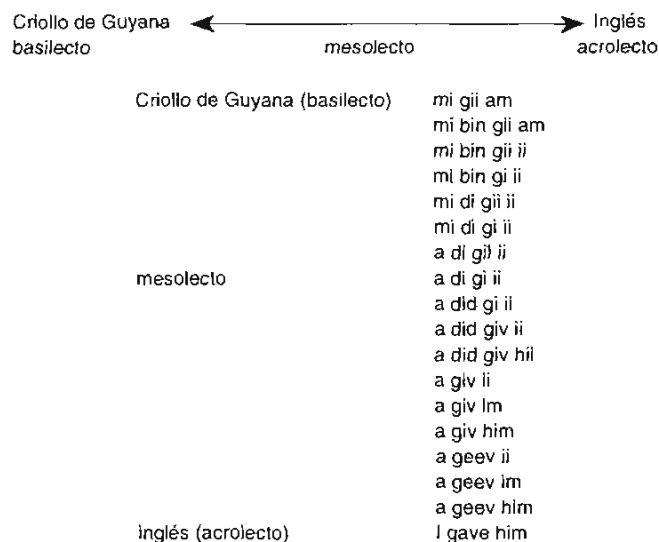 Criollo de Guyana Inglés
basilecto mesolecto acrolecto
Criollo de Guyana (basilecto) mi gii am
mi bin gii am
mi bin gii ii
mi bin gi ii
mi di gii ii
mi di gi ii
a di gii ii
mesolecto a di gi ii
a did gi ii
a did giv ii
a did giv hii
a giv ii
a giv im
a giv him
a geev ii
a geev im
a geev him
Inglés (acrolecto) I gave him